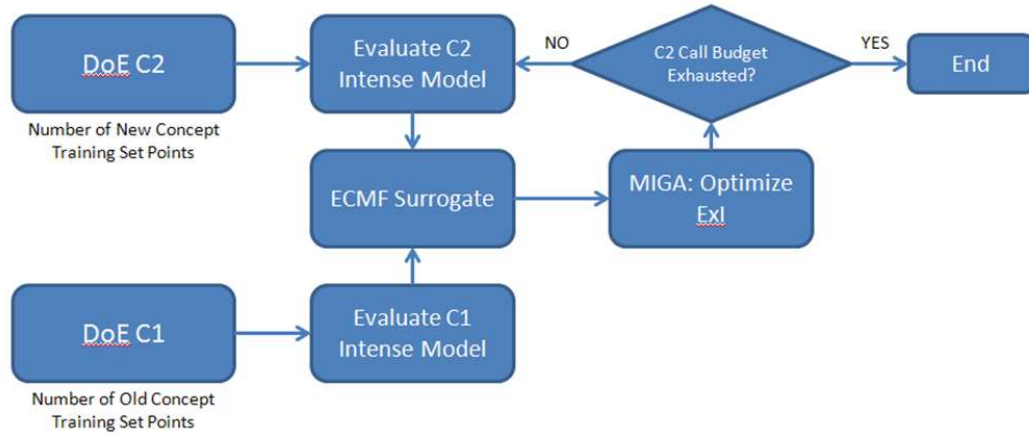 DoE C2
Number of New Concept
Training Set Points
Evaluate C2
Intense Model
NO
C2 Call Budget
Exhausted?
YES
End
ECMF Surrogate
MIGA: Optimize
ExI
DoE C1
Number of Old Concept
Training Set Points
Evaluate C1
Intense Model